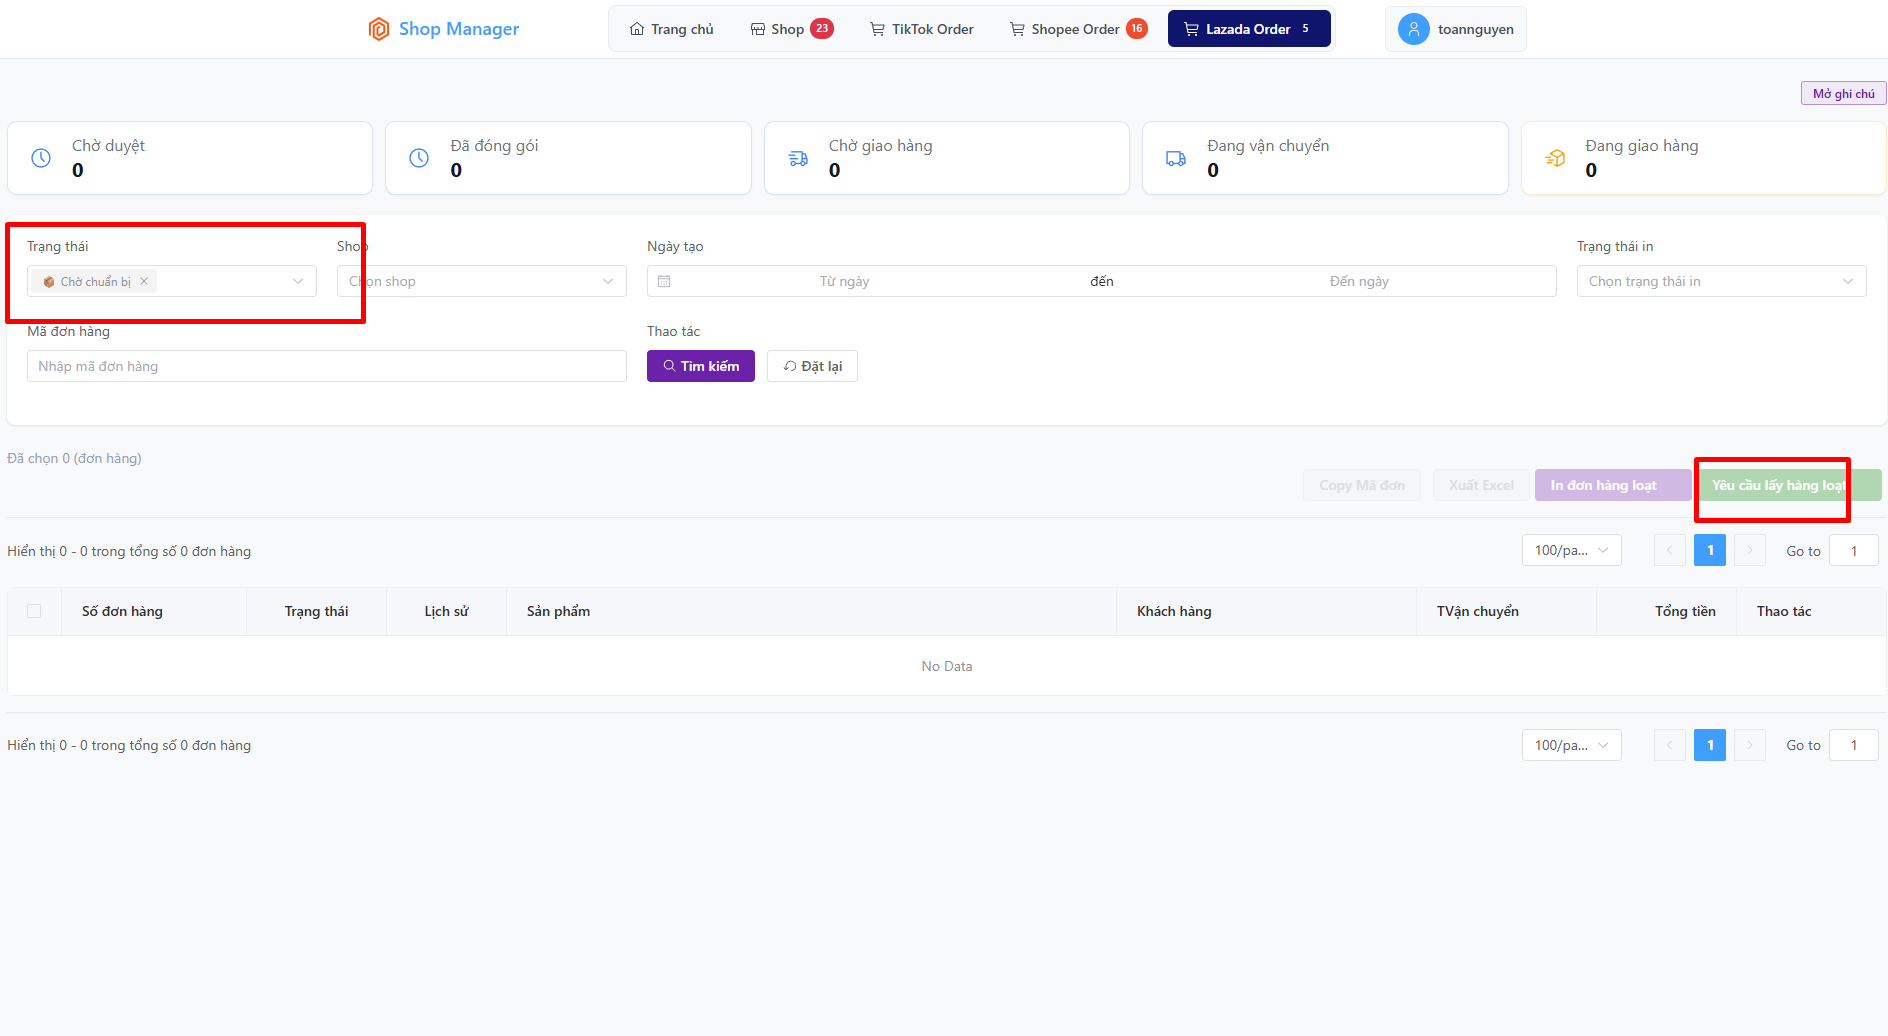 Shop Manager
Trang chủ
Shop 23
TikTok Order
Shopee Order 16
Lazada Order 5
toannguyen
Mở ghi chú
Chờ duyệt
0
Đã đóng gói
0
Chờ giao hàng
0
Đang vận chuyển
0
Đang giao hàng
0
Trạng thái
Shop
Ngày tạo
Trạng thái in
Chờ chuẩn bị
Chọn shop
Từ ngày đến Đến ngày
Chọn trạng thái in
Mã đơn hàng
Thao tác
Nhập mã đơn hàng
Tìm kiếm
Đặt lại
Đã chọn 0 (đơn hàng)
Copy Mã đơn
Xuất Excel
In đơn hàng loạt
Yêu cầu lấy hàng loạt
Hiển thị 0 - 0 trong tổng số 0 đơn hàng
100/pa...
1
Go to 1
Số đơn hàng
Trạng thái
Lịch sử
Sản phẩm
Khách hàng
TVận chuyển
Tổng tiền
Thao tác
No Data
Hiển thị 0 - 0 trong tổng số 0 đơn hàng
100/pa...
1
Go to 1